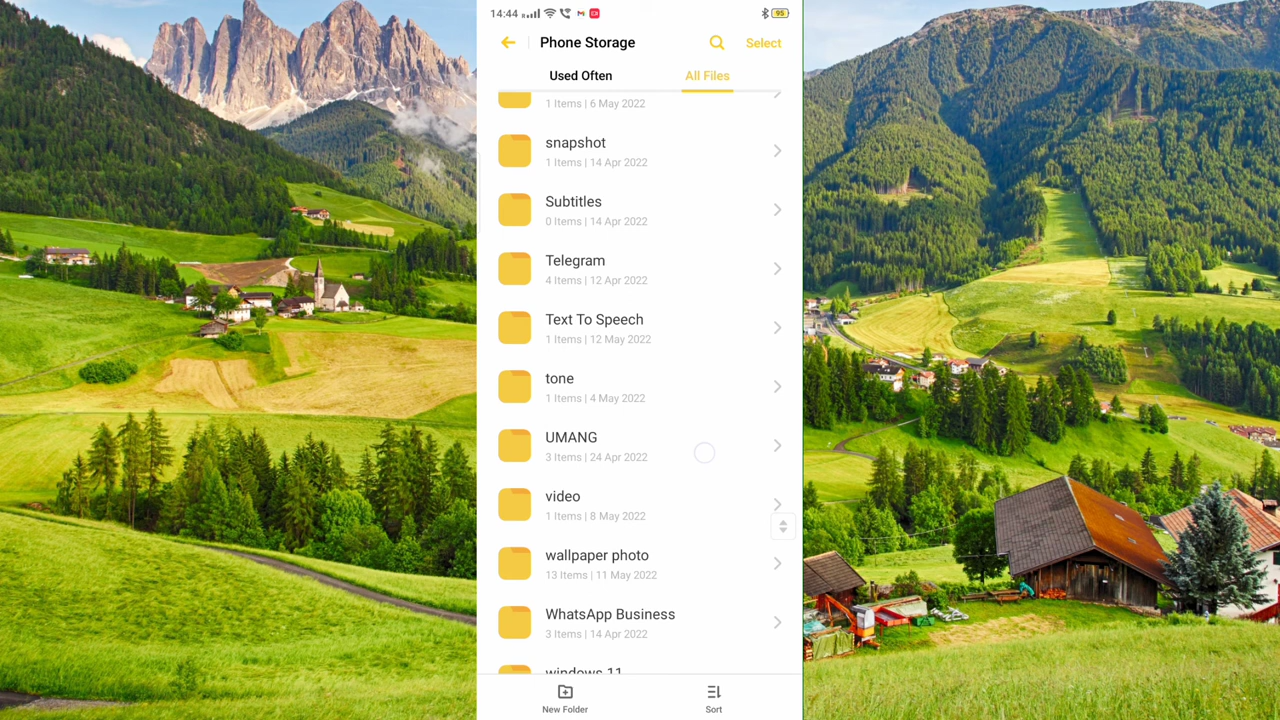 14:44
95
Phone Storage
Select
Used Often
All Files
1 Items | 6 May 2022
snapshot
1 Items | 14 Apr 2022
Subtitles
0 Items | 14 Apr 2022
Telegram
4 Items | 12 Apr 2022
Text To Speech
1 Items | 12 May 2022
tone
1 Items | 4 May 2022
UMANG
3 Items | 24 Apr 2022
video
1 Items | 8 May 2022
wallpaper photo
13 Items | 11 May 2022
WhatsApp Business
3 Items | 14 Apr 2022
windows 11
New Folder
Sort